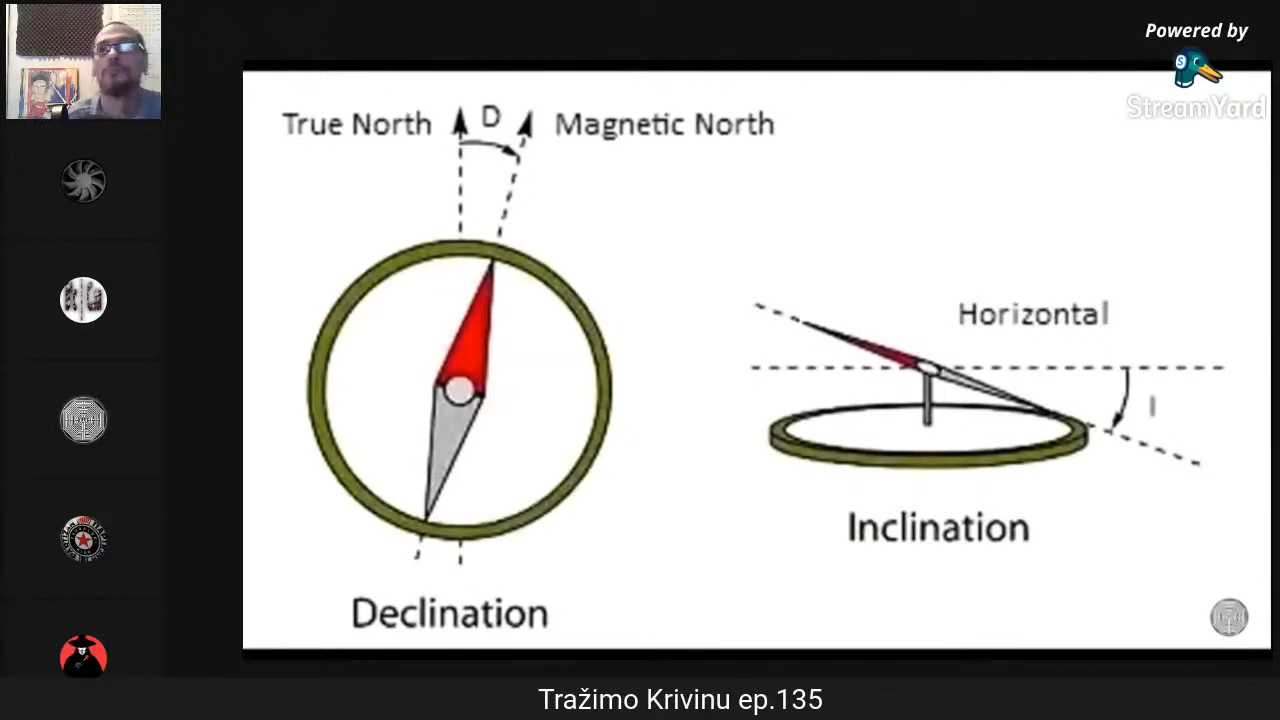 Powered by
StreamYard
True North
D
Magnetic North
Horizontal
I
Inclination
Declination
Tražimo Krivinu ep.135